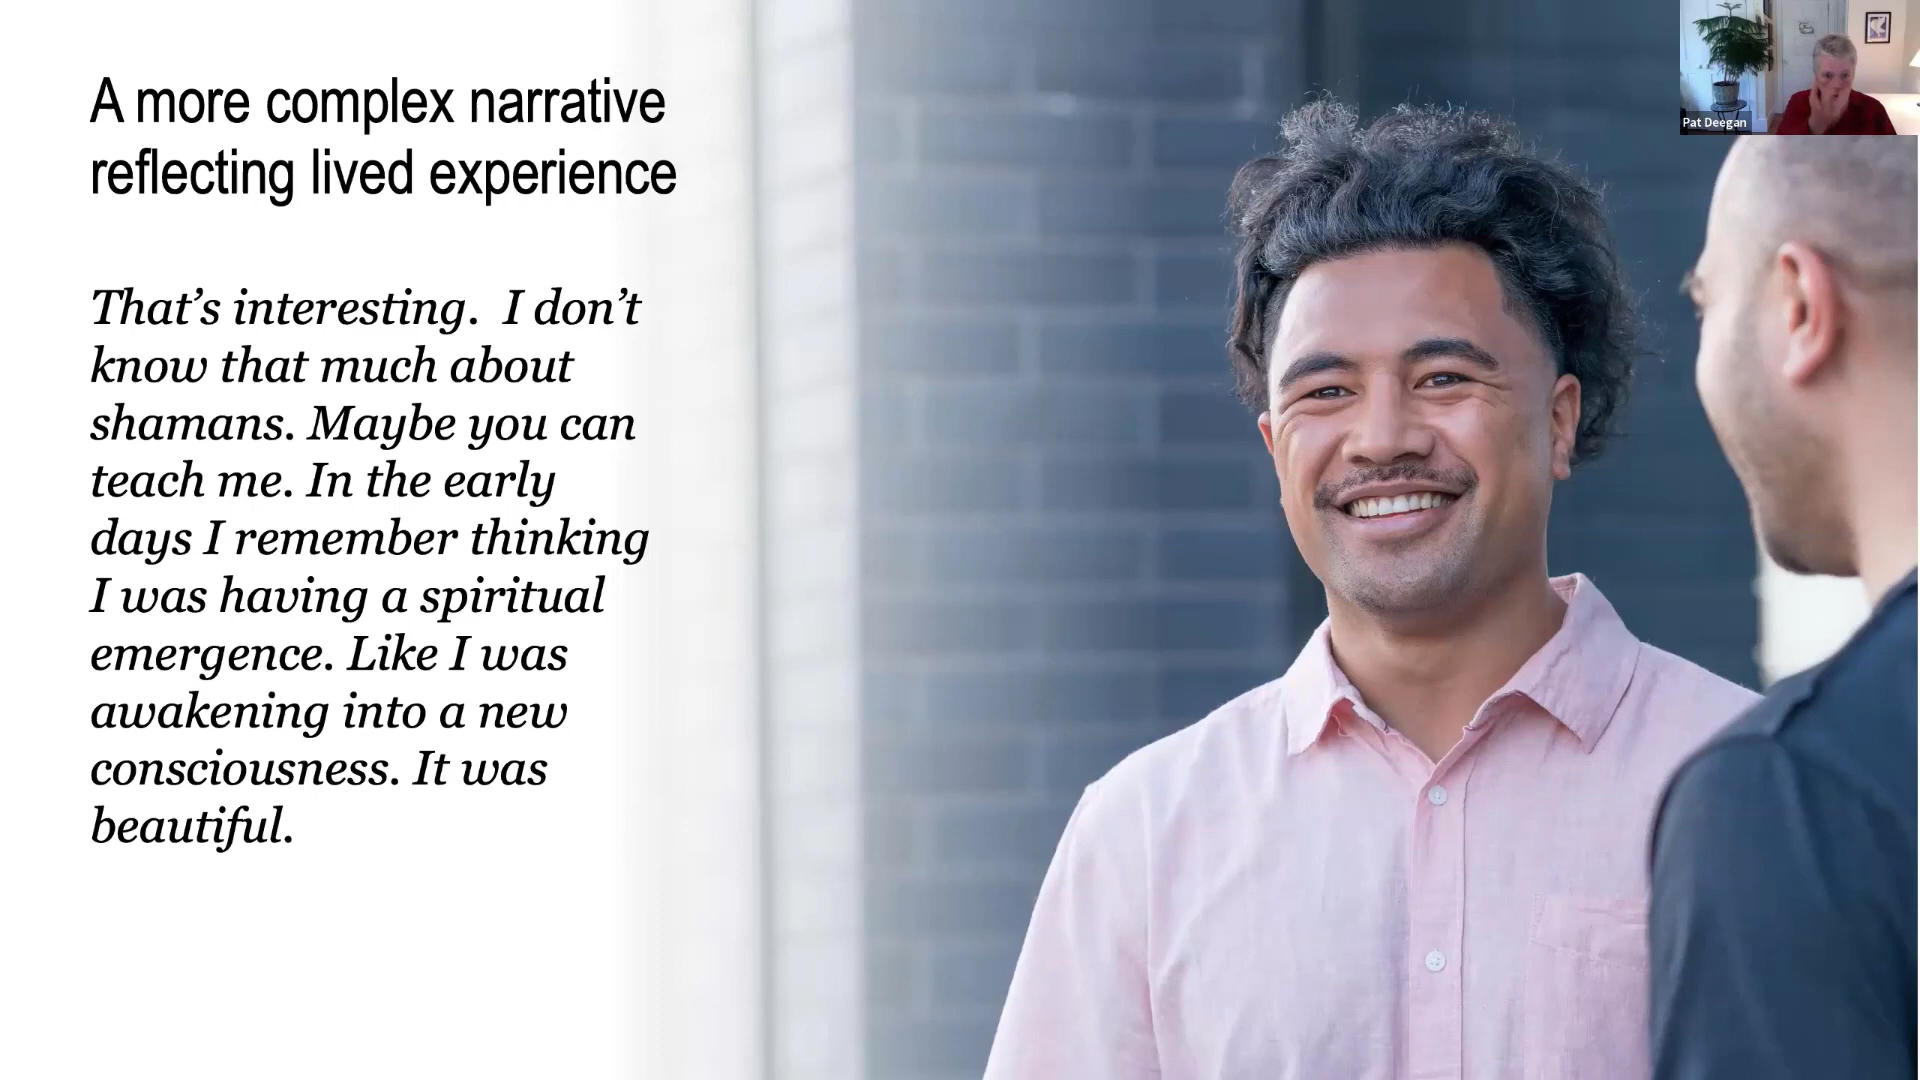 A more complex narrative
reflecting lived experience
That’s interesting.  I don’t
know that much about
shamans. Maybe you can
teach me. In the early
days I remember thinking
I was having a spiritual
emergence. Like I was
awakening into a new
consciousness. It was
beautiful.
Pat Deegan